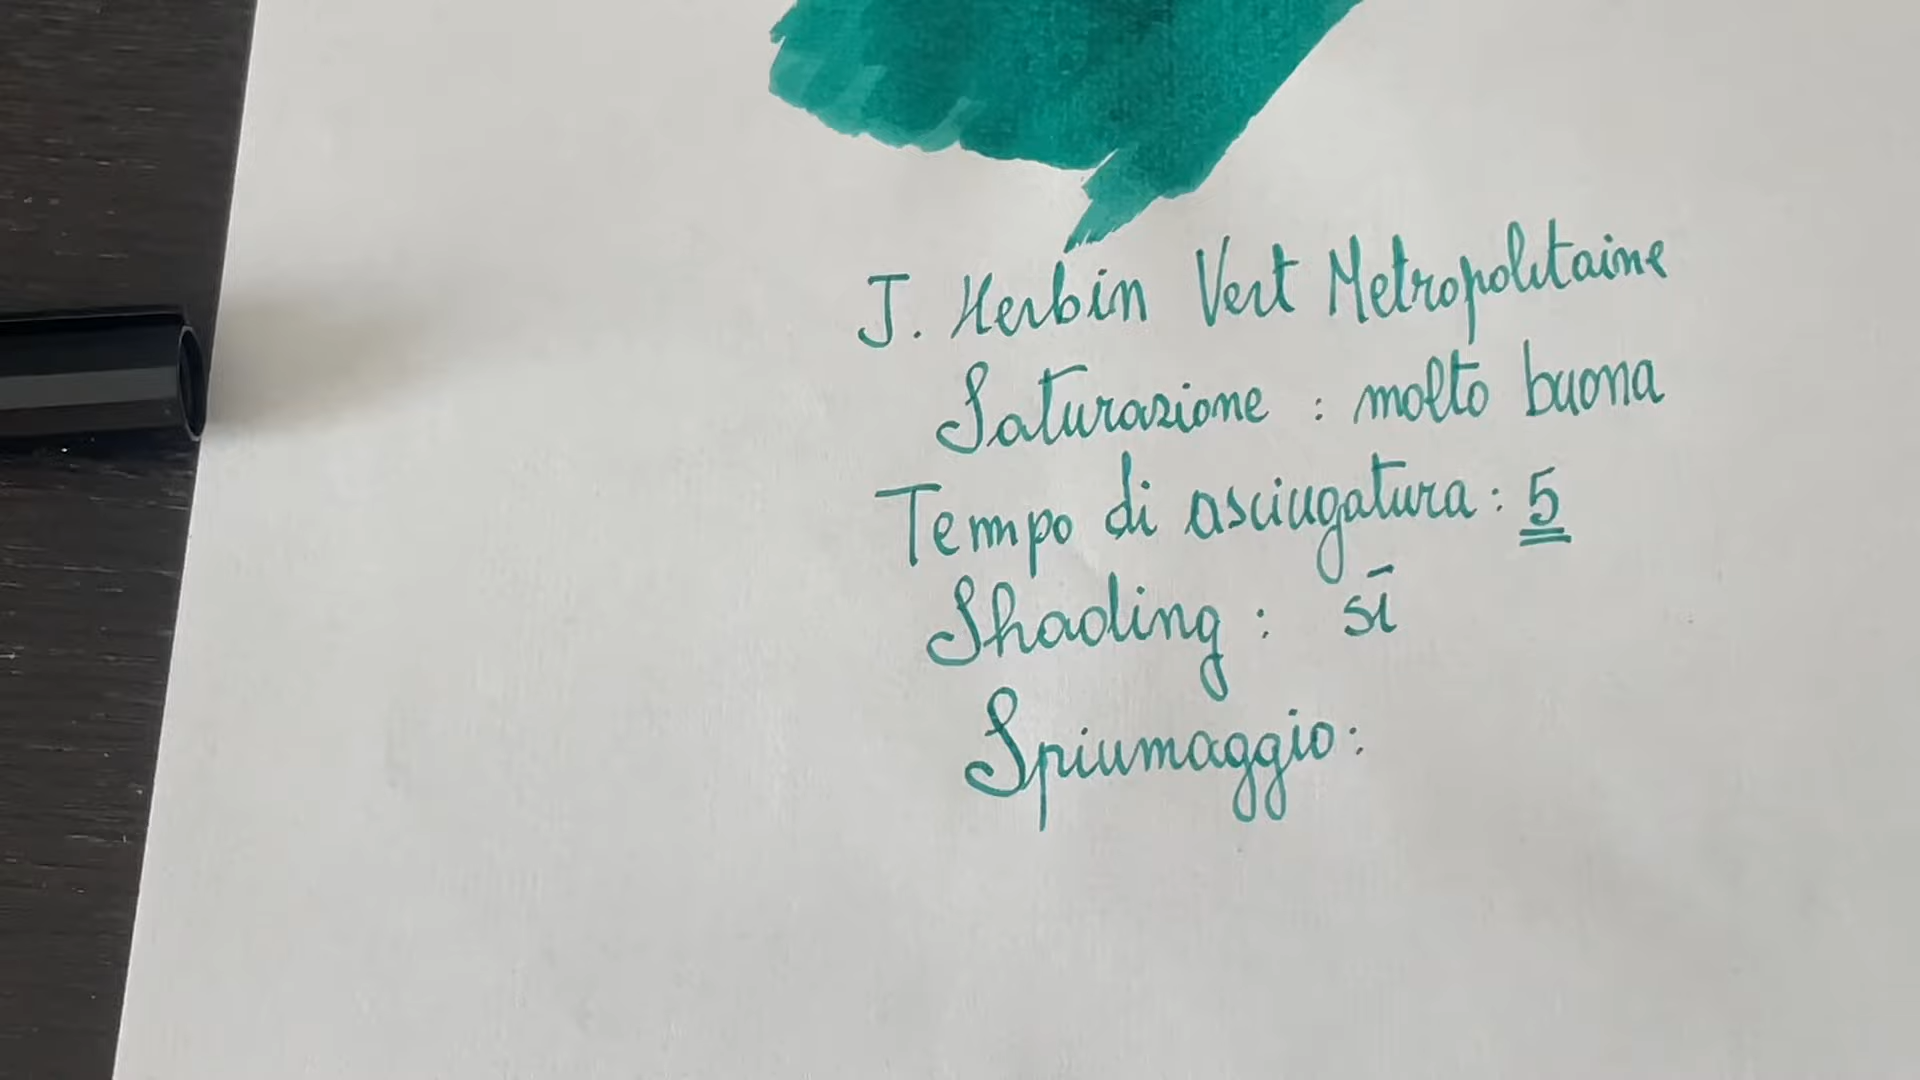 J. Herbin Vert Metropolitaine
Saturazione : molto buona
Tempo di asciugatura : 5
Shading : sī
Spiumaggio :